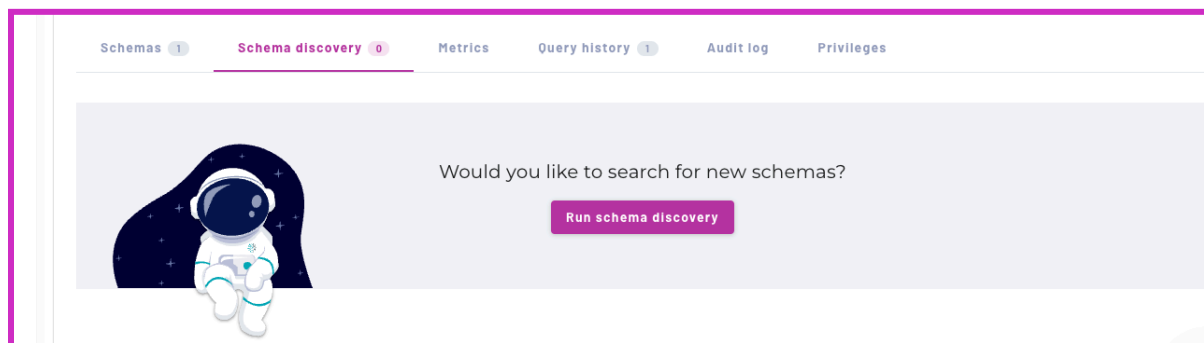 Schemas 1 Schema discovery 0 Metrics Query history 1 Audit log Privileges
Would you like to search for new schemas?
Run schema discovery